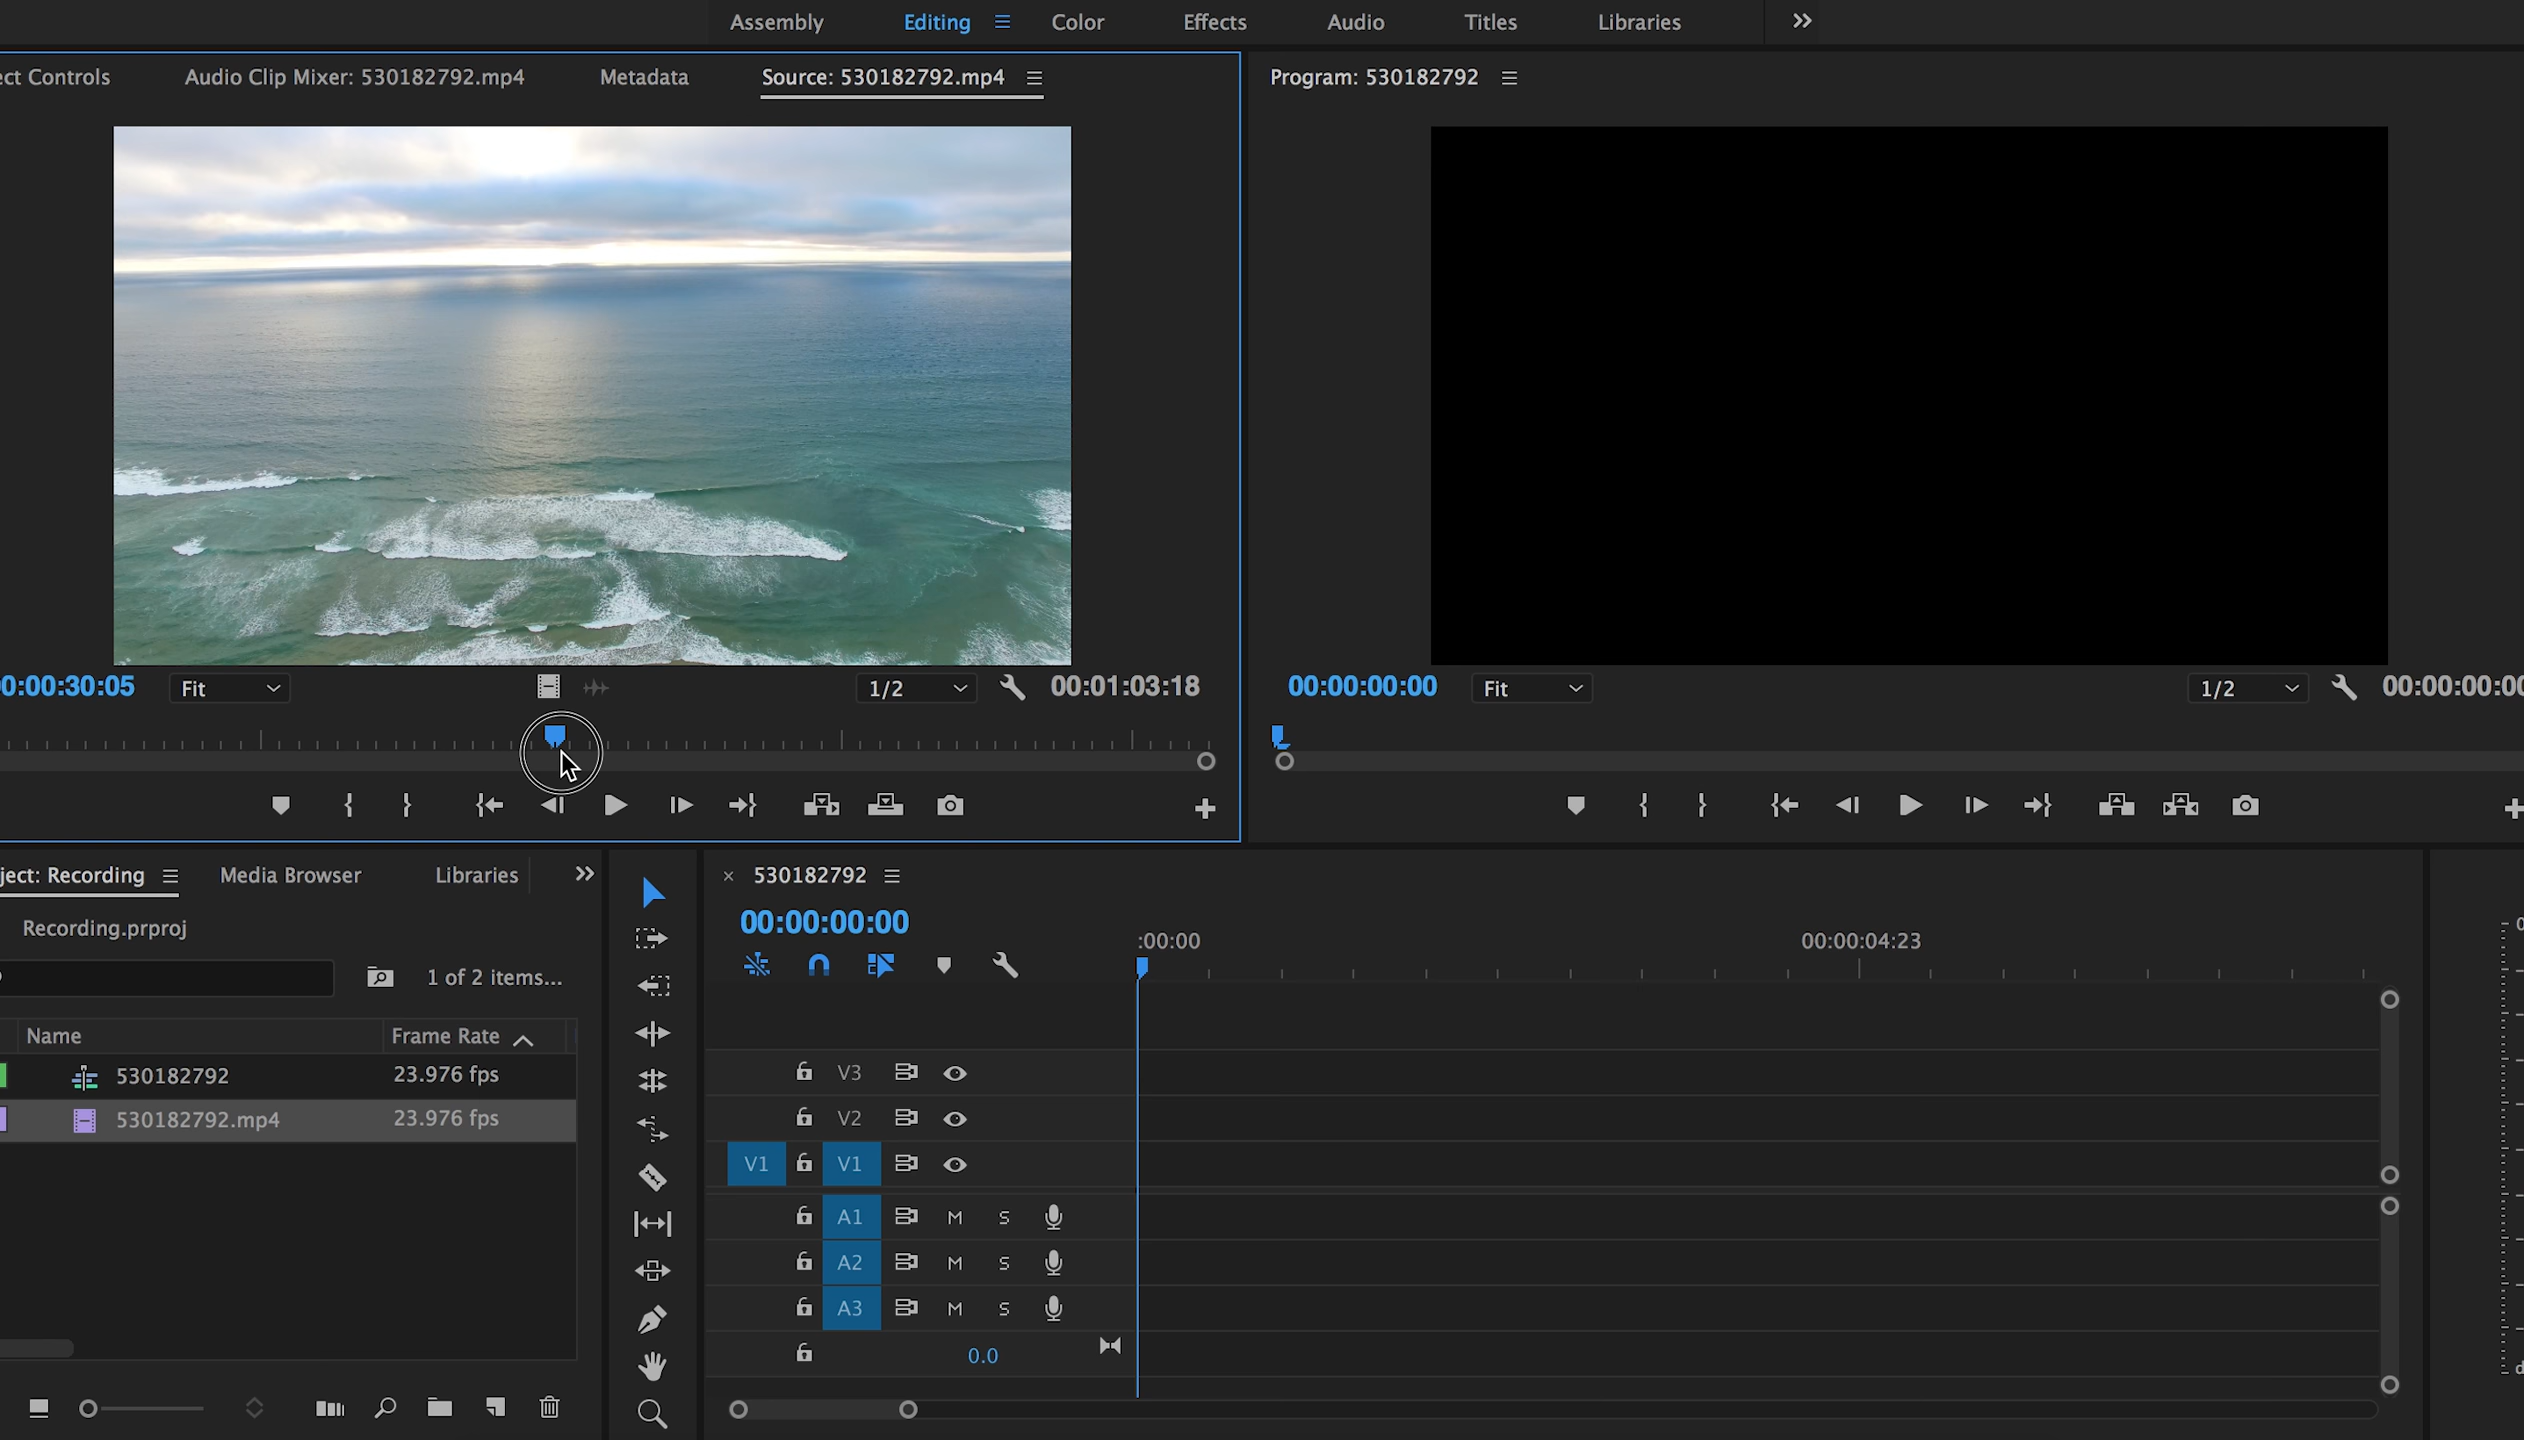 Assembly Editing Color Effects Audio Titles Libraries
ect Controls Audio Clip Mixer: 530182792.mp4 Metadata Source: 530182792.mp4
Program: 530182792
0:00:30:05 Fit 1/2 00:01:03:18
00:00:00:00 Fit 1/2 00:00:00:00
ject: Recording Media Browser Libraries
Recording.prproj
1 of 2 items...
Name Frame Rate
530182792 23.976 fps
530182792.mp4 23.976 fps
× 530182792
00:00:00:00
:00:00 00:00:04:23
V3
V2
V1 V1
A1 M S
A2 M S
A3 M S
0.0